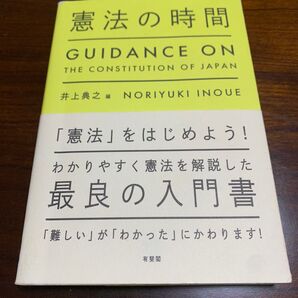 憲法の時間
GUIDANCE ON
THE CONSTITUTION OF JAPAN
井上典之 編 NORIYUKI INOUE
「憲法」をはじめよう!
わかりやすく憲法を解説した
最良の入門書
「難しい」が「わかった」にかわります!
有斐閣